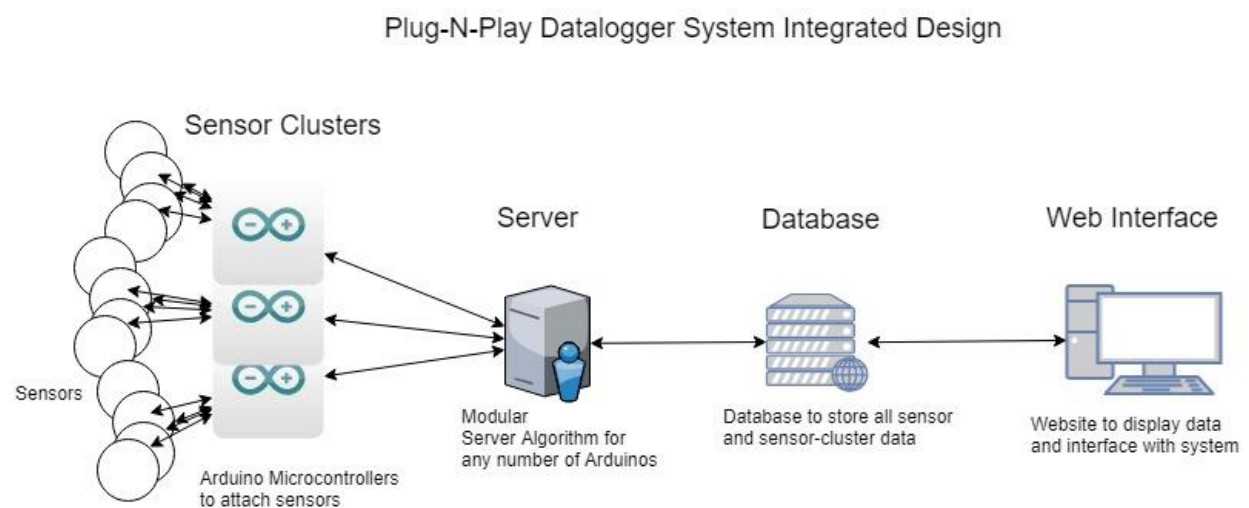 Plug-N-Play Datalogger System Integrated Design
Sensor Clusters
Server
Database
Web Interface
Sensors
Modular
Server Algorithm for
any number of Arduinos
Database to store all sensor
and sensor-cluster data
Website to display data
and interface with system
Arduino Microcontrollers
to attach sensors